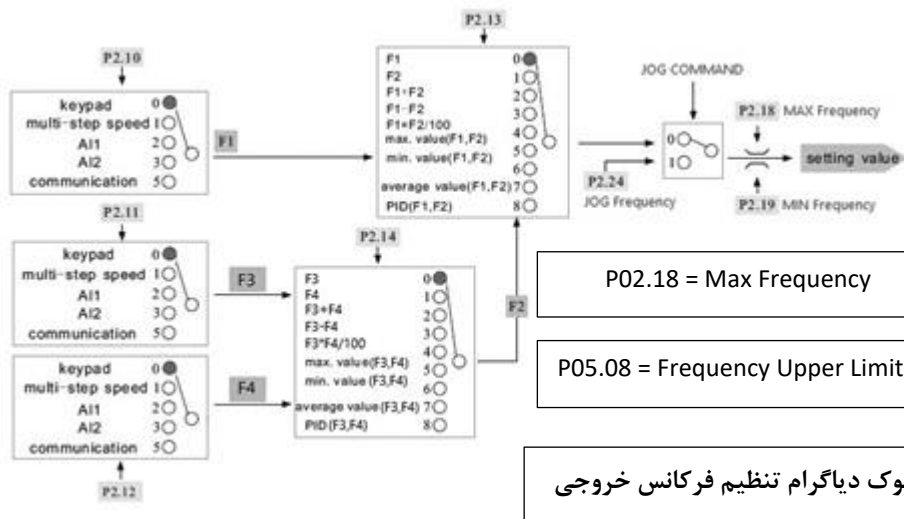 P2.10
keypad 0
multi-step speed 1
AI1 2
AI2 3
communication 5
F1
P2.11
keypad 0
multi-step speed 1
AI1 2
AI2 3
communication 5
F3
keypad 0
multi-step speed 1
AI1 2
AI2 3
communication 5
P2.12
F4
P2.14
F3 0
F4 1
F3+F4 2
F3-F4 3
F3*F4/100 4
max. value(F3,F4) 5
min. value (F3,F4) 6
average value(F3,F4) 7
PID(F3,F4) 8
F2
P2.13
F1 0
F2 1
F1+F2 2
F1-F2 3
F1*F2/100 4
max. value(F1,F2) 5
min. value(F1,F2) 6
average value(F1,F2) 7
PID(F1,F2) 8
JOG COMMAND
0
1
P2.24
JOG Frequency
P2.18 MAX Frequency
P2.19 MIN Frequency
setting value
P02.18 = Max Frequency
P05.08 = Frequency Upper Limit
وک دیاگرام تنظیم فرکانس خروجی